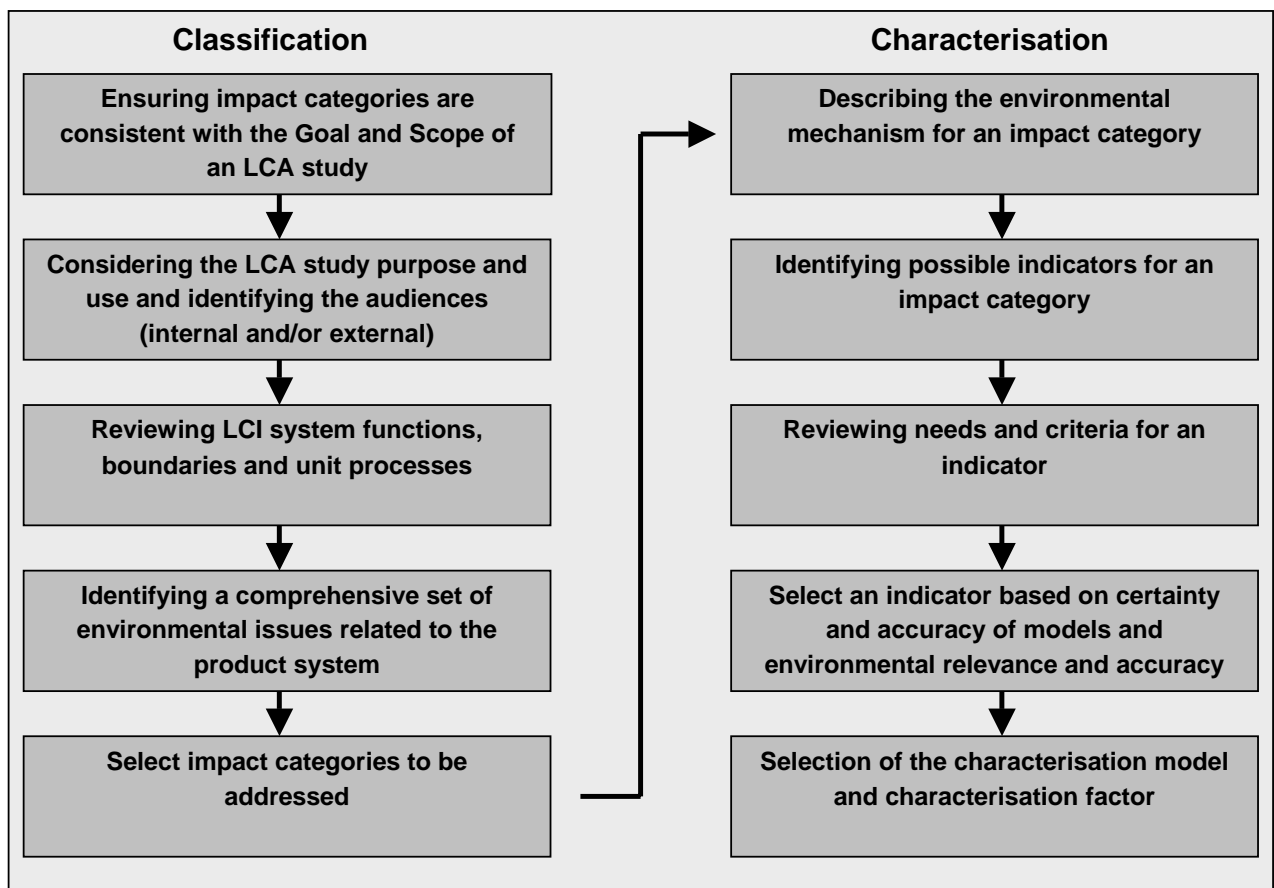 Classification
Ensuring impact categories are
consistent with the Goal and Scope of
an LCA study
Considering the LCA study purpose and
use and identifying the audiences
(internal and/or external)
Reviewing LCI system functions,
boundaries and unit processes
Identifying a comprehensive set of
environmental issues related to the
product system
Select impact categories to be
addressed
Characterisation
Describing the environmental
mechanism for an impact category
Identifying possible indicators for an
impact category
Reviewing needs and criteria for an
indicator
Select an indicator based on certainty
and accuracy of models and
environmental relevance and accuracy
Selection of the characterisation model
and characterisation factor